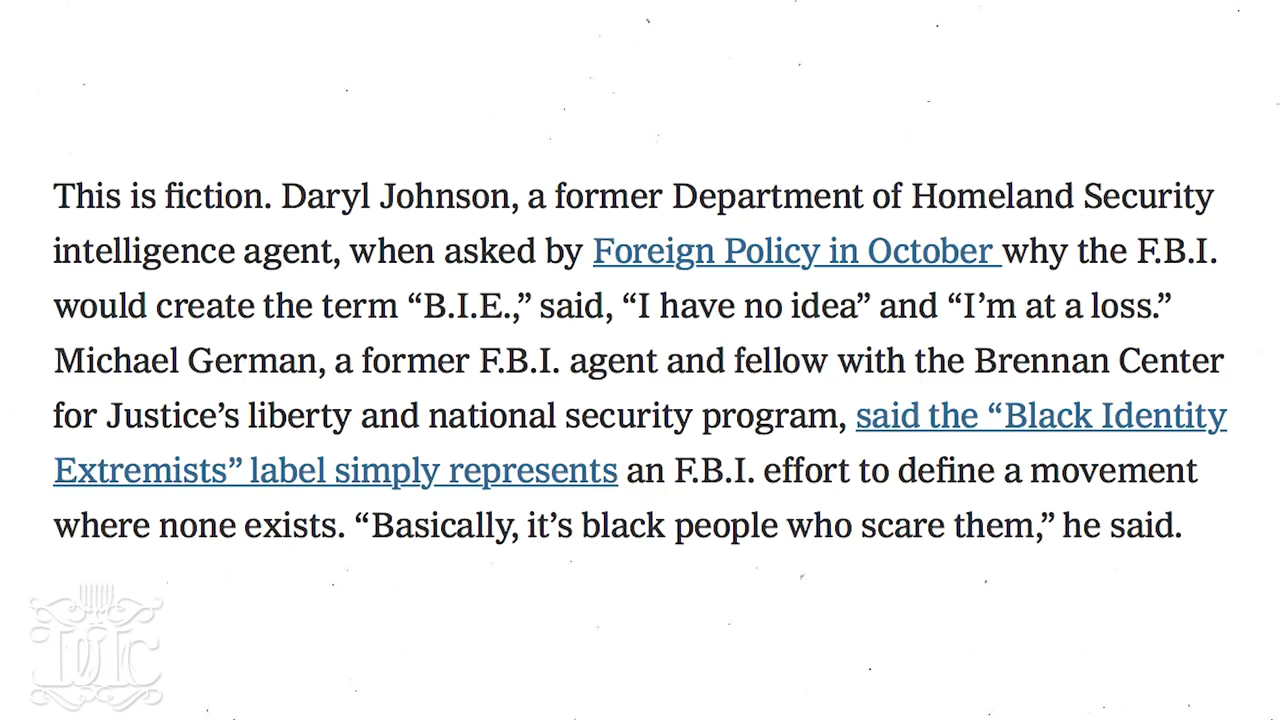 This is fiction. Daryl Johnson, a former Department of Homeland Security
intelligence agent, when asked by Foreign Policy in October why the F.B.I.
would create the term “B.I.E.,” said, “I have no idea” and “I’m at a loss.”
Michael German, a former F.B.I. agent and fellow with the Brennan Center
for Justice’s liberty and national security program, said the “Black Identity
Extremists” label simply represents an F.B.I. effort to define a movement
where none exists. “Basically, it’s black people who scare them,” he said.